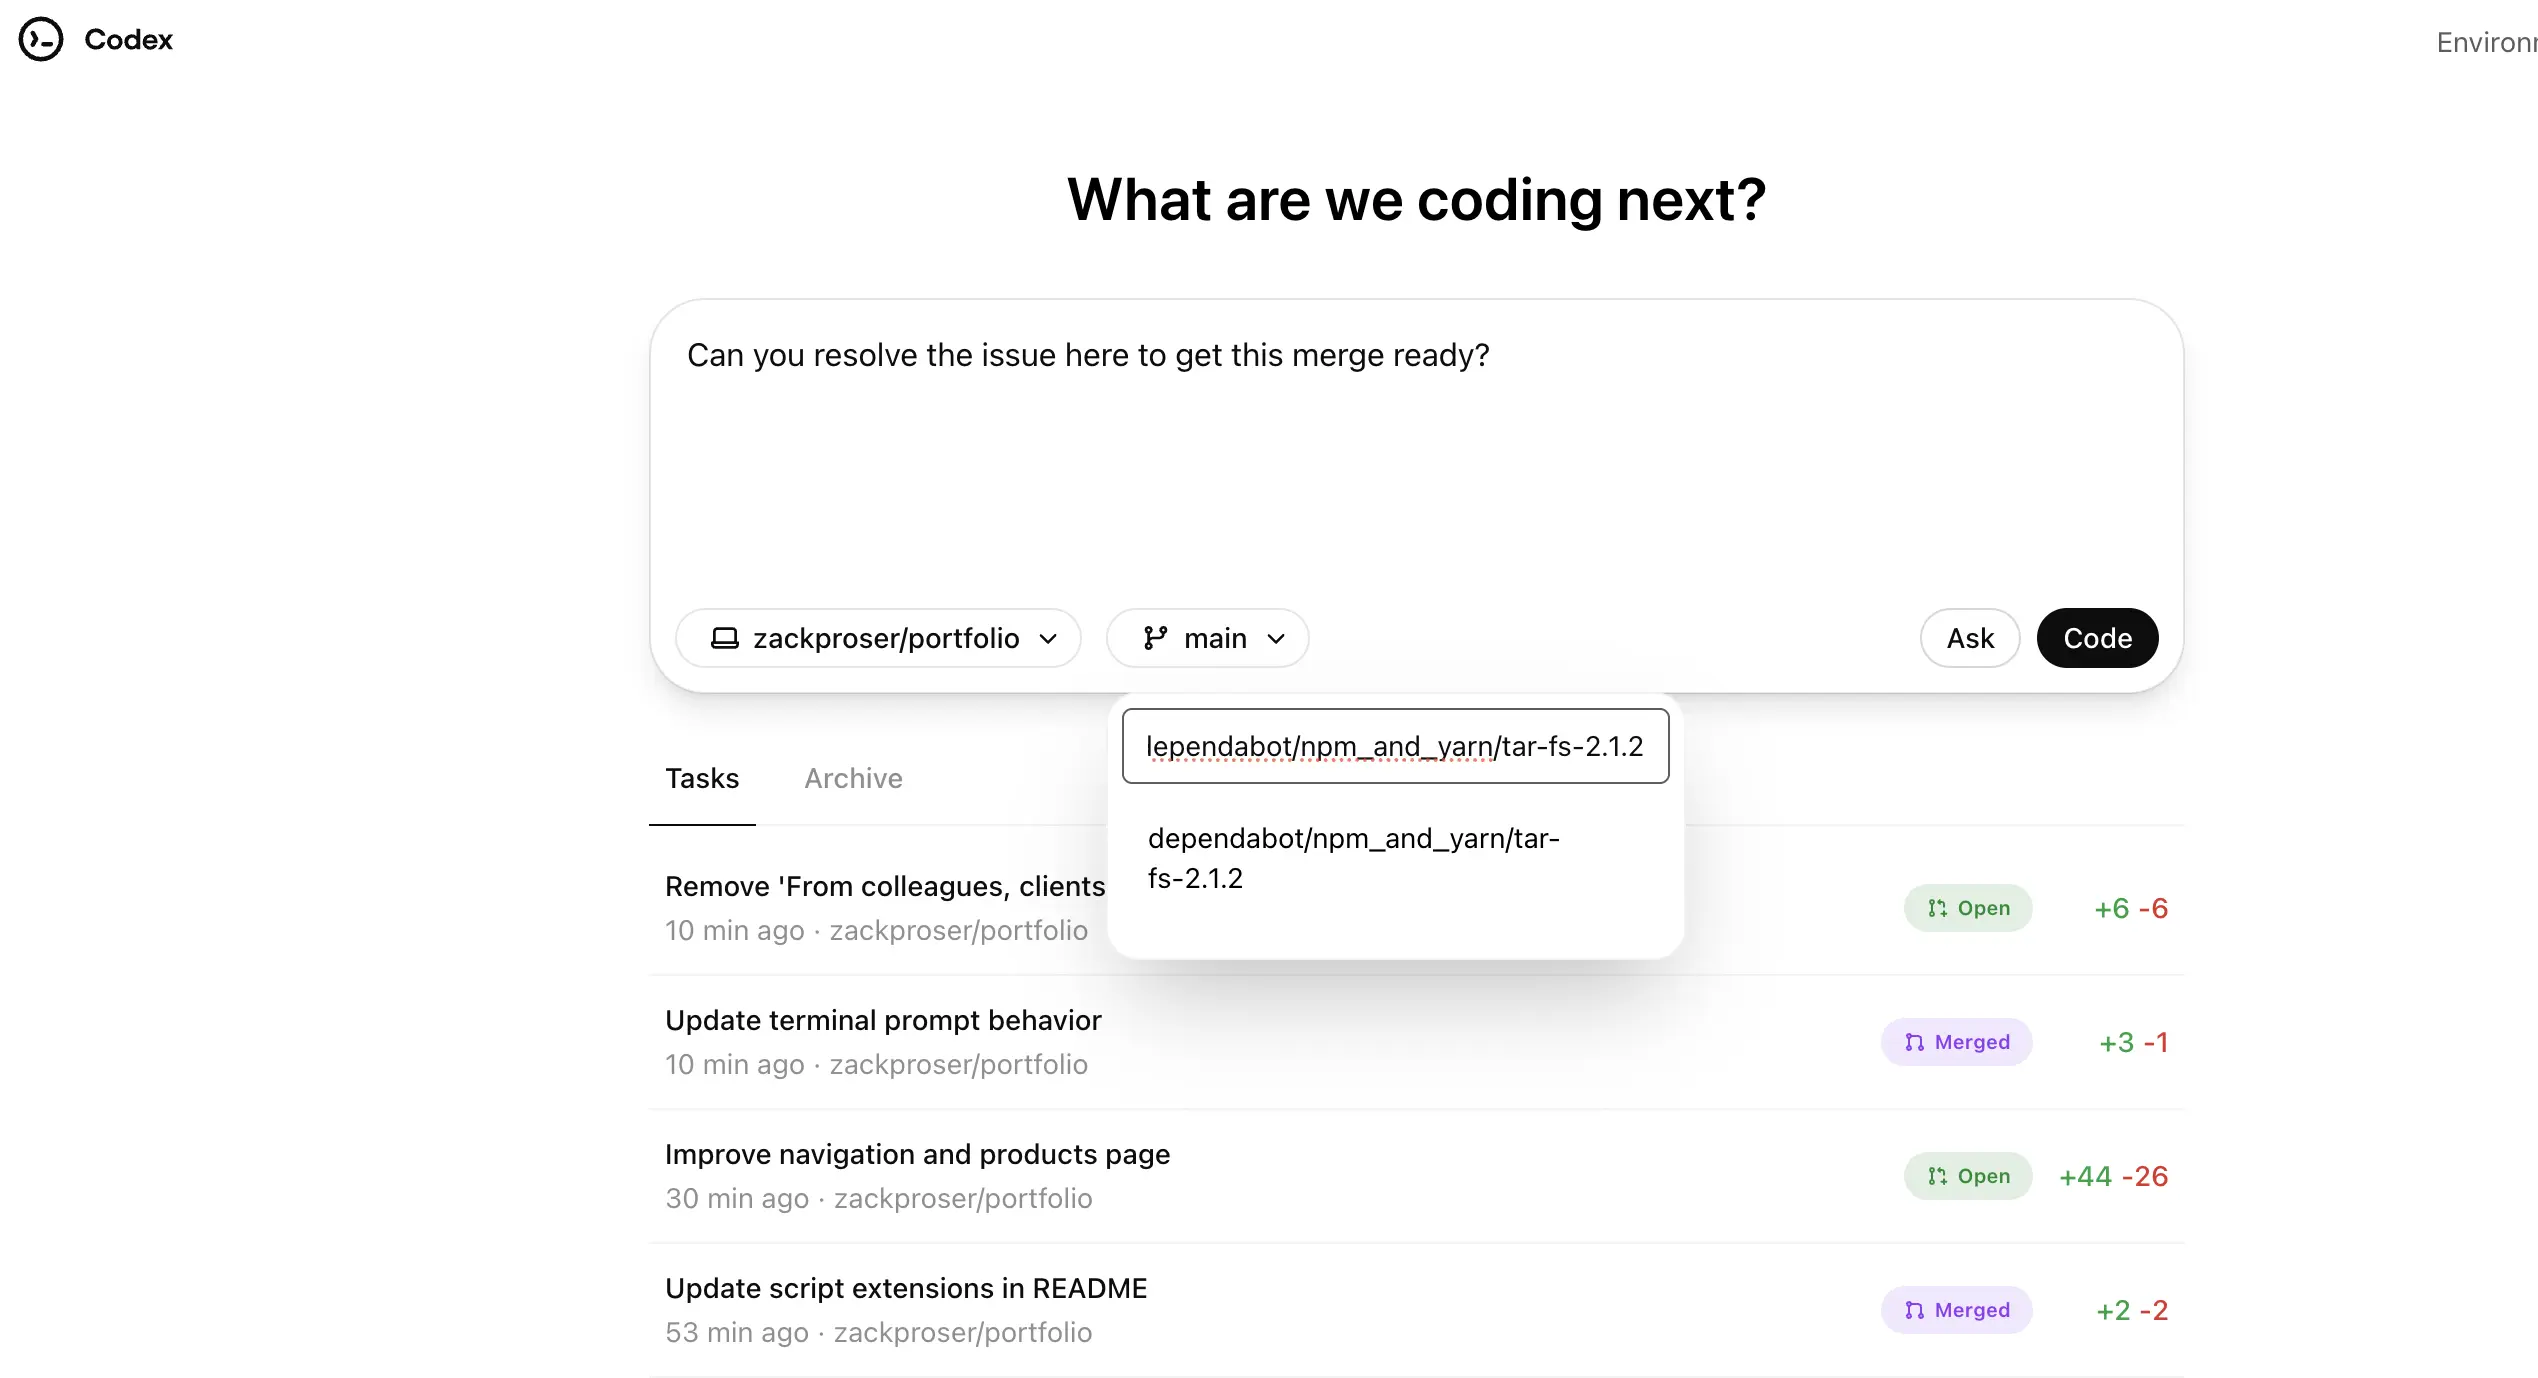 Codex
Environ
What are we coding next?
Can you resolve the issue here to get this merge ready?
zackproser/portfolio
main
Ask
Code
lependabot/npm_and_yarn/tar-fs-2.1.2
dependabot/npm_and_yarn/tar-
fs-2.1.2
Tasks
Archive
Remove 'From colleagues, clients
10 min ago · zackproser/portfolio
Open
+6 -6
Update terminal prompt behavior
10 min ago · zackproser/portfolio
Merged
+3 -1
Improve navigation and products page
30 min ago · zackproser/portfolio
Open
+44 -26
Update script extensions in README
53 min ago · zackproser/portfolio
Merged
+2 -2